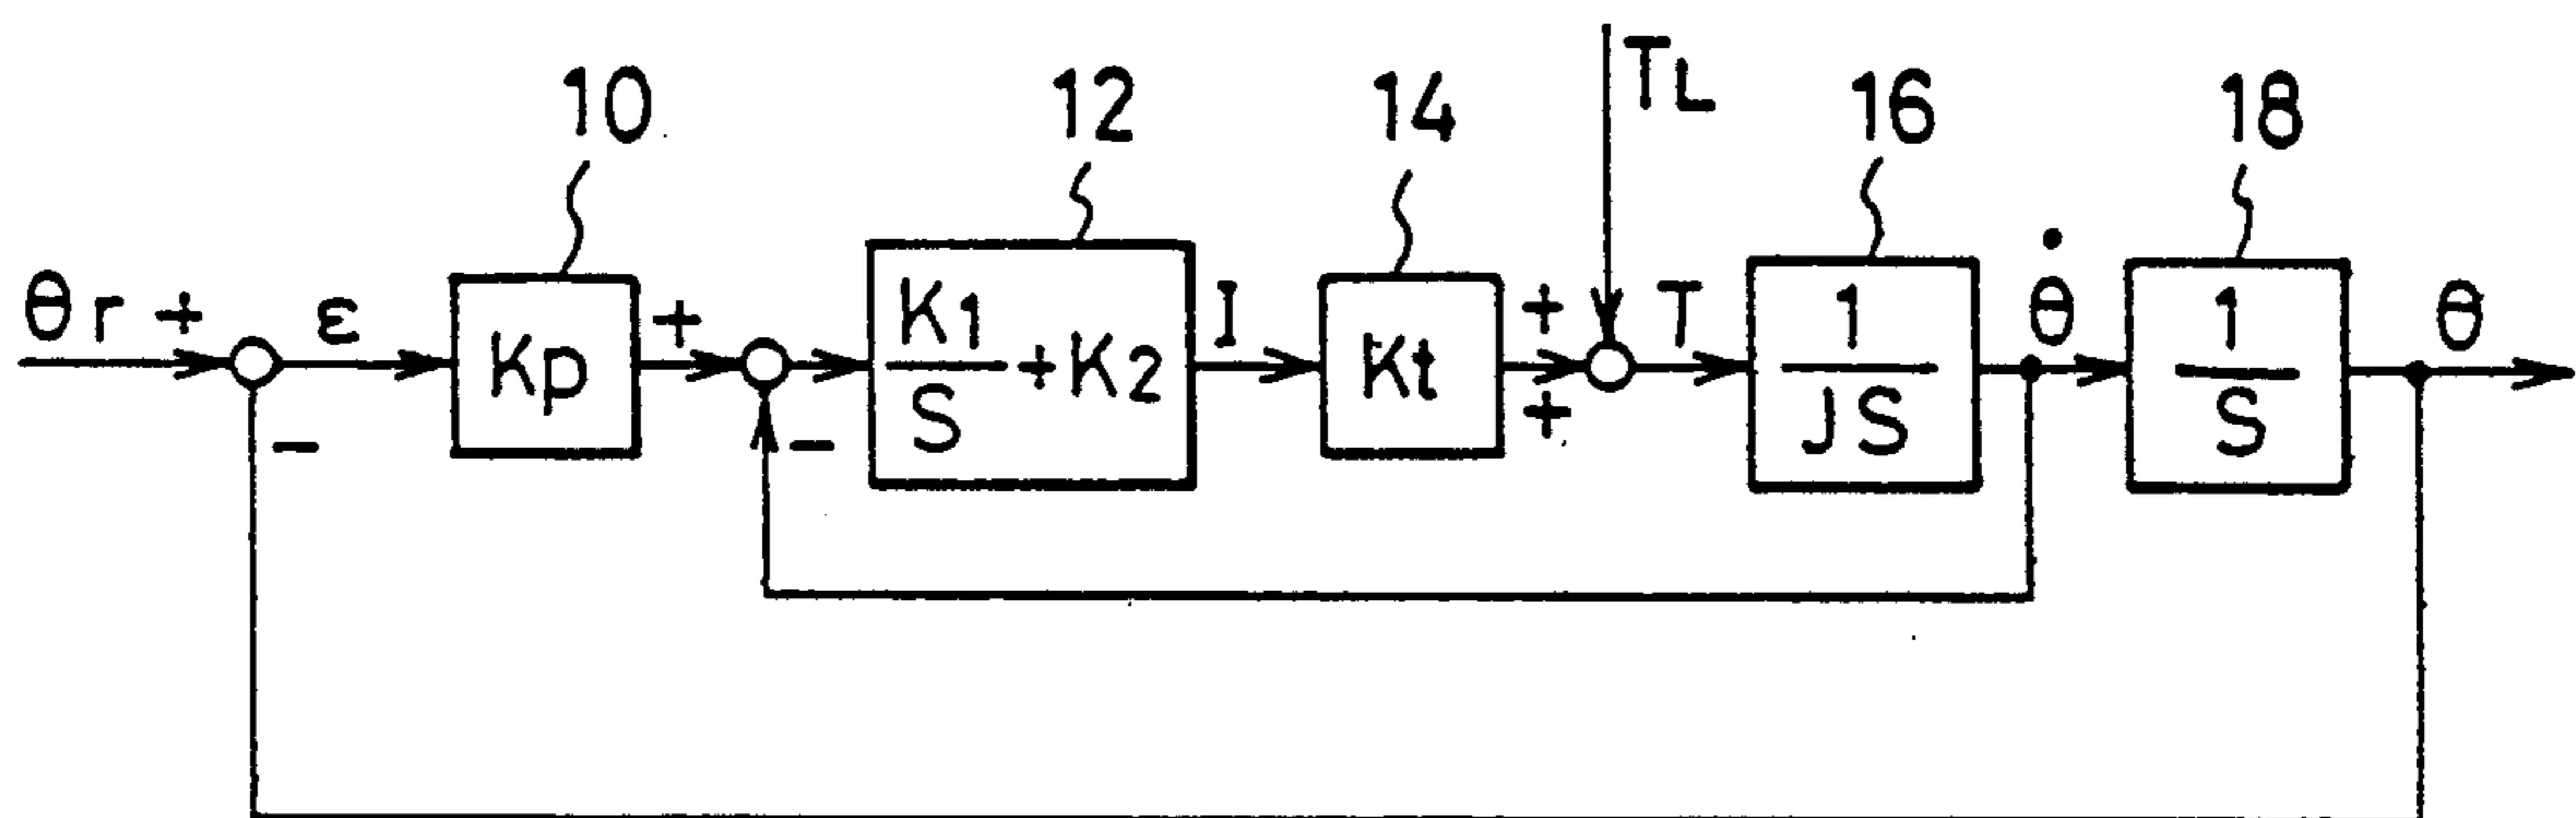 10 12 14 TL 16 18
θr + ε Kp + K1/S + K2 I Kt + T 1/JS θ̇ 1/S θ
- - +